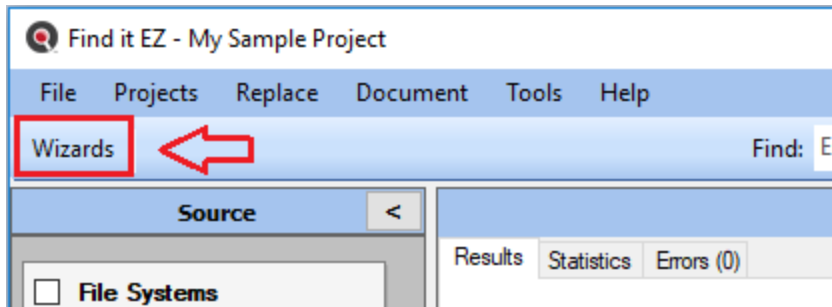 Find it EZ - My Sample Project
File Projects Replace Document Tools Help
Wizards Find: E
Source <
Results Statistics Errors (0)
File Systems